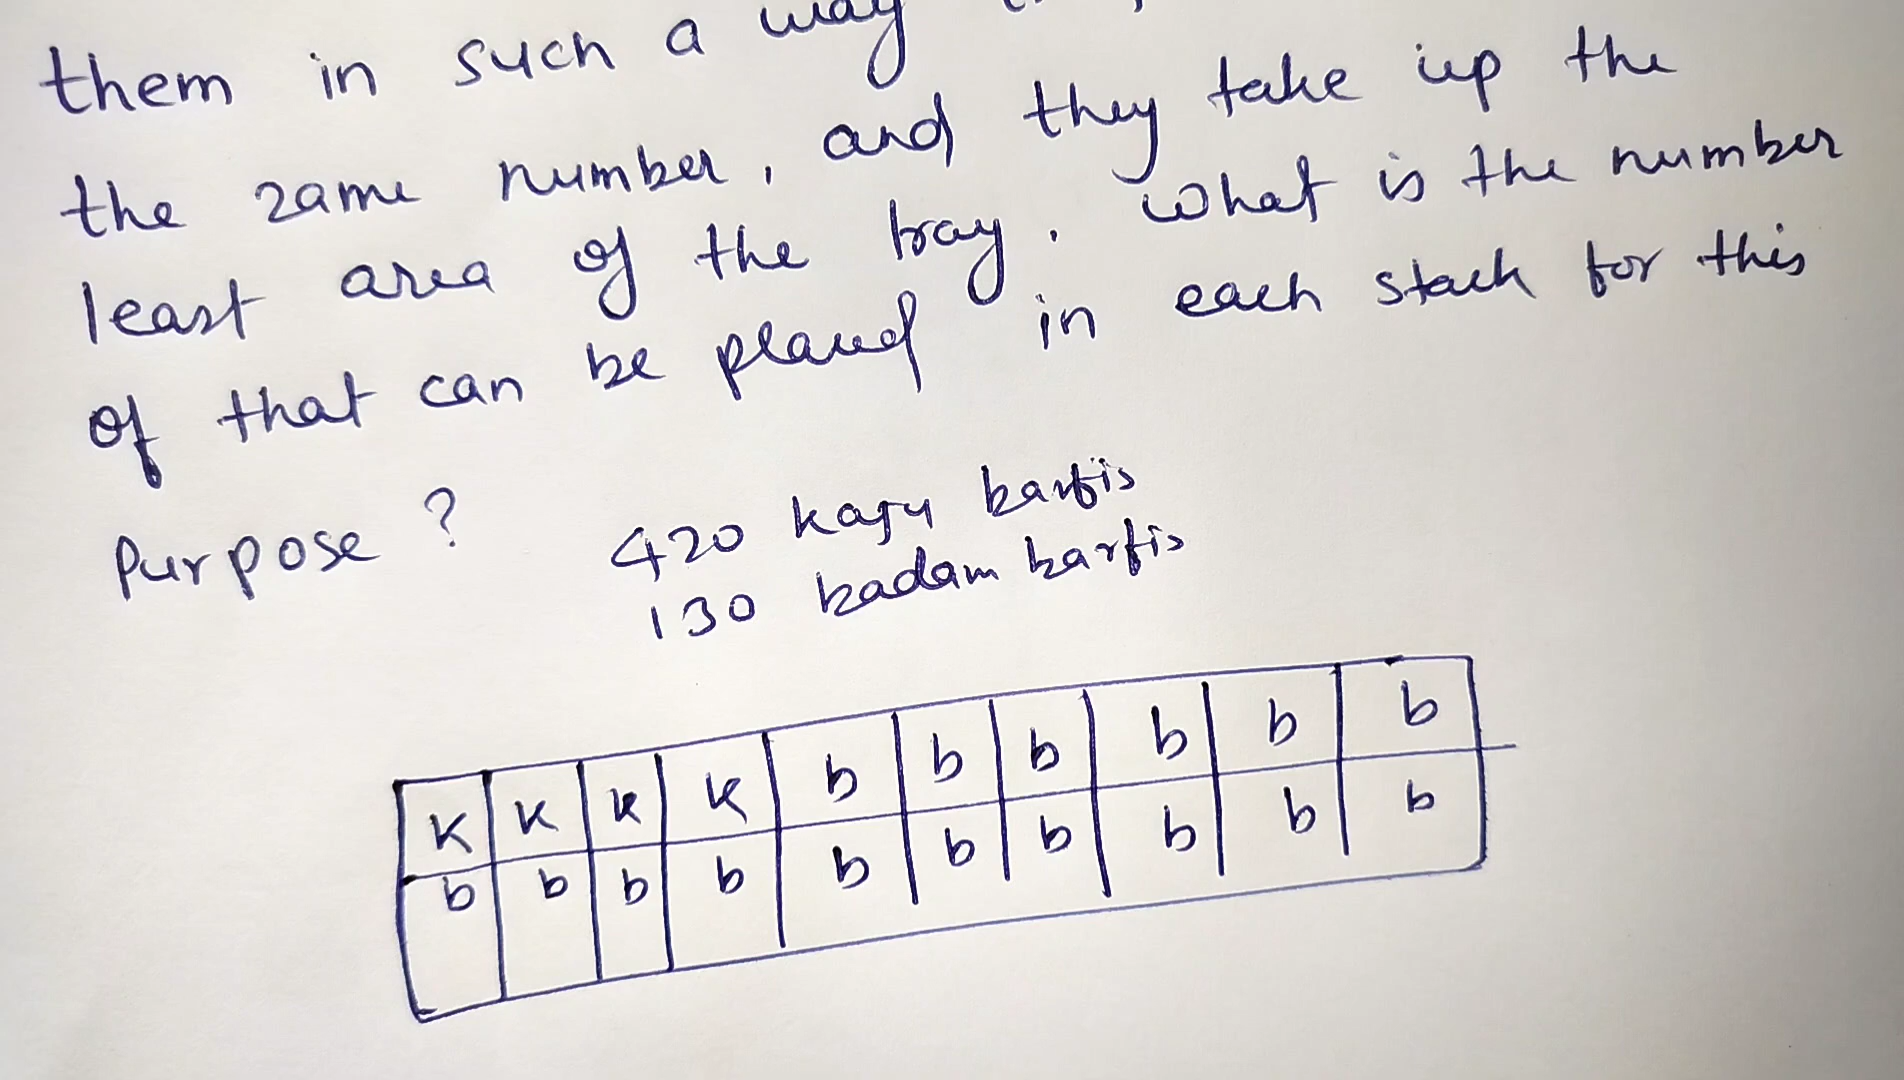 them in such a way
the same number, and they take up the
least area of the tray. What is the number
of that can be placed in each stack for this
Purpose ?
420 kaju barfis
130 badam barfis
K K K K b b b b b b
b b b b b b b b b b